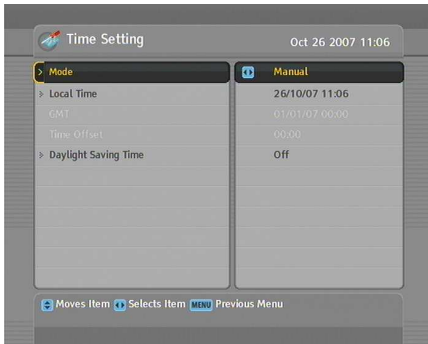 Time Setting
Oct 26 2007 11:06
Mode
Manual
Local Time
26/10/07 11:06
GMT
01/01/07 00:00
Time Offset
00:00
Daylight Saving Time
Off
Moves Item Selects Item MENU Previous Menu